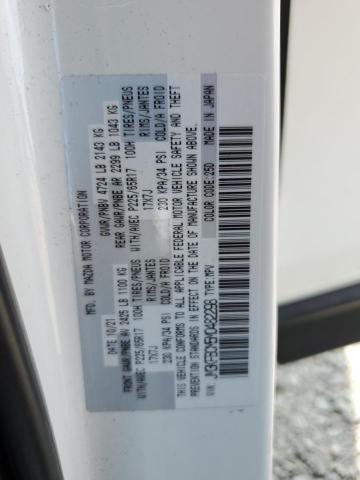 MFD. BY MAZDA MOTOR CORPORATION
DATE: 10/21 GVWR/PNBV 4724 LB 2143 KG
FRONT GAWR/PNBE AV 2425 LB 1100 KG REAR GAWR/PNBE AR 2299 LB 1043 KG
WITH/AVEC P225/65R17 100H TIRES/PNEUS WITH/AVEC P225/65R17 100H TIRES/PNEUS
17X7J RIMS/JANTES 17X7J RIMS/JANTES
230 KPA/34 PSI COLD/A FROID 230 KPA/34 PSI COLD/A FROID
THIS VEHICLE CONFORMS TO ALL APPLICABLE FEDERAL MOTOR VEHICLE SAFETY AND THEFT
PREVENTION STANDARDS IN EFFECT ON THE DATE OF MANUFACTURE SHOWN ABOVE.
TYPE:MPV COLOR CODE:25D MADE IN JAPAN